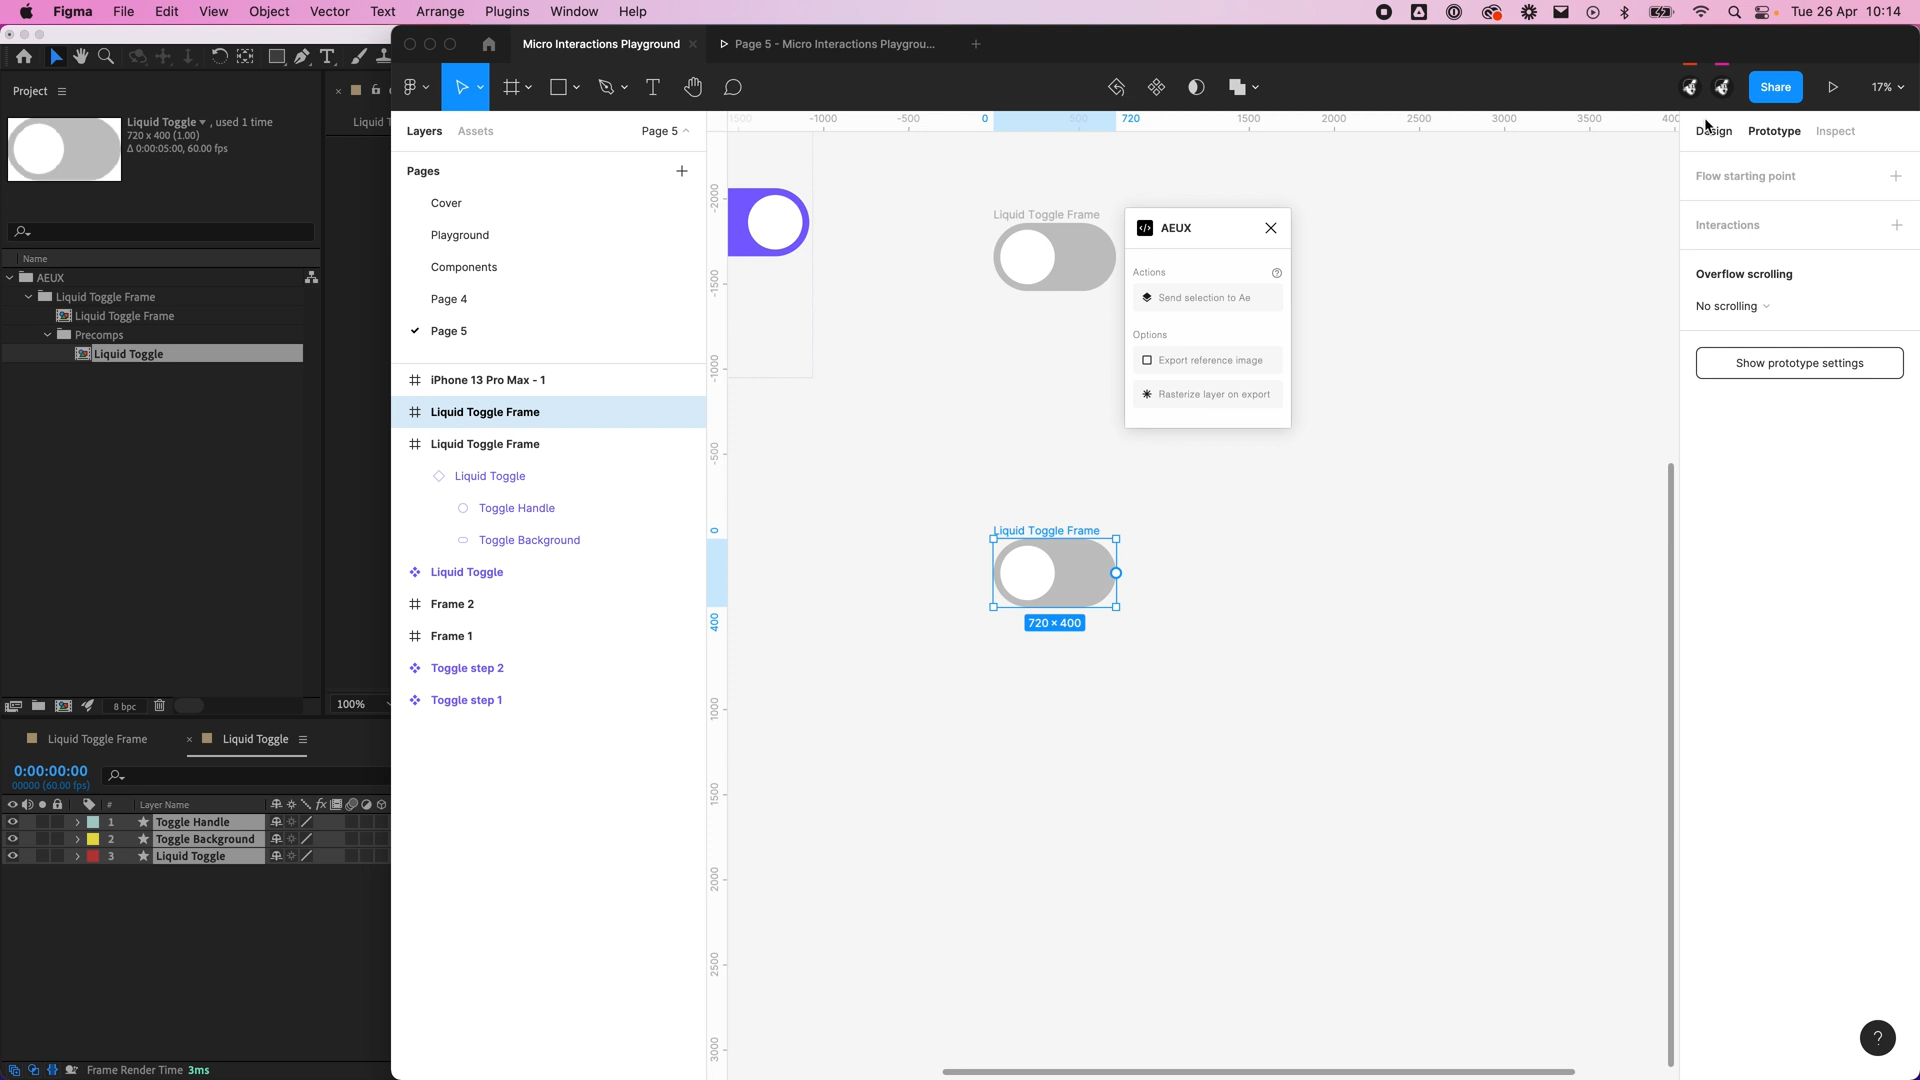 Figma File Edit View Object Vector Text Arrange Plugins Window Help
Tue 26 Apr 10:14
Micro Interactions Playground
Page 5 - Micro Interactions Playgrou...
Share
17%
Project
Liquid Toggle , used 1 time
720 x 400 (1.00)
Δ 0:00:05:00, 60.00 fps
Name
AEUX
Liquid Toggle Frame
Liquid Toggle Frame
Precomps
Liquid Toggle
8 bpc
Liquid T
100%
Liquid Toggle Frame
Liquid Toggle
0:00:00:00
00000 (60.00 fps)
# Layer Name
1 Toggle Handle
2 Toggle Background
3 Liquid Toggle
Frame Render Time 3ms
Layers Assets Page 5
Pages
Cover
Playground
Components
Page 4
Page 5
iPhone 13 Pro Max - 1
Liquid Toggle Frame
Liquid Toggle Frame
Liquid Toggle
Toggle Handle
Toggle Background
Liquid Toggle
Frame 2
Frame 1
Toggle step 2
Toggle step 1
1500 -1000 -500 0 500 720 1500 2000 2500 3000 3500 400
-2000
-1500
-1000
-500
0
400
1000
1500
2000
2500
3000
Liquid Toggle Frame
Liquid Toggle Frame
720 × 400
AEUX
Actions
Send selection to Ae
Options
Export reference image
Rasterize layer on export
Design Prototype Inspect
Flow starting point
Interactions
Overflow scrolling
No scrolling
Show prototype settings
?